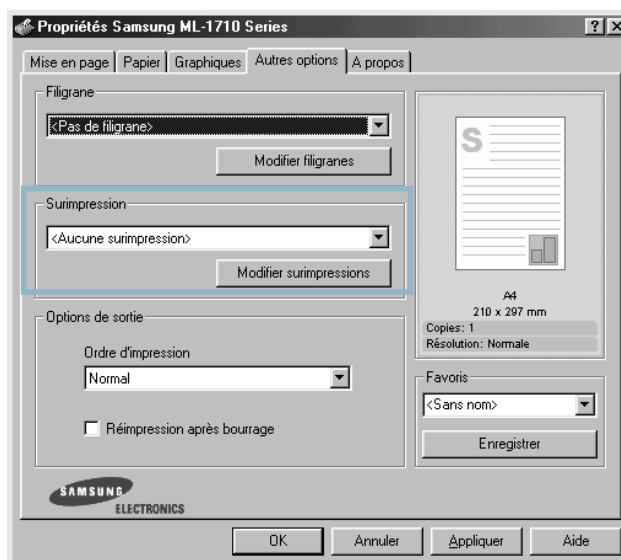 Propriétés Samsung ML-1710 Series
Mise en page Papier Graphiques Autres options A propos
Filigrane
<Pas de filigrane>
Modifier filigranes
Surimpression
<Aucune surimpression>
Modifier surimpressions
Options de sortie
Ordre d'impression
Normal
Réimpression après bourrage
S
A4
210 x 297 mm
Copies: 1
Résolution: Normale
Favoris
<Sans nom>
Enregistrer
SAMSUNG
ELECTRONICS
OK Annuler Appliquer Aide